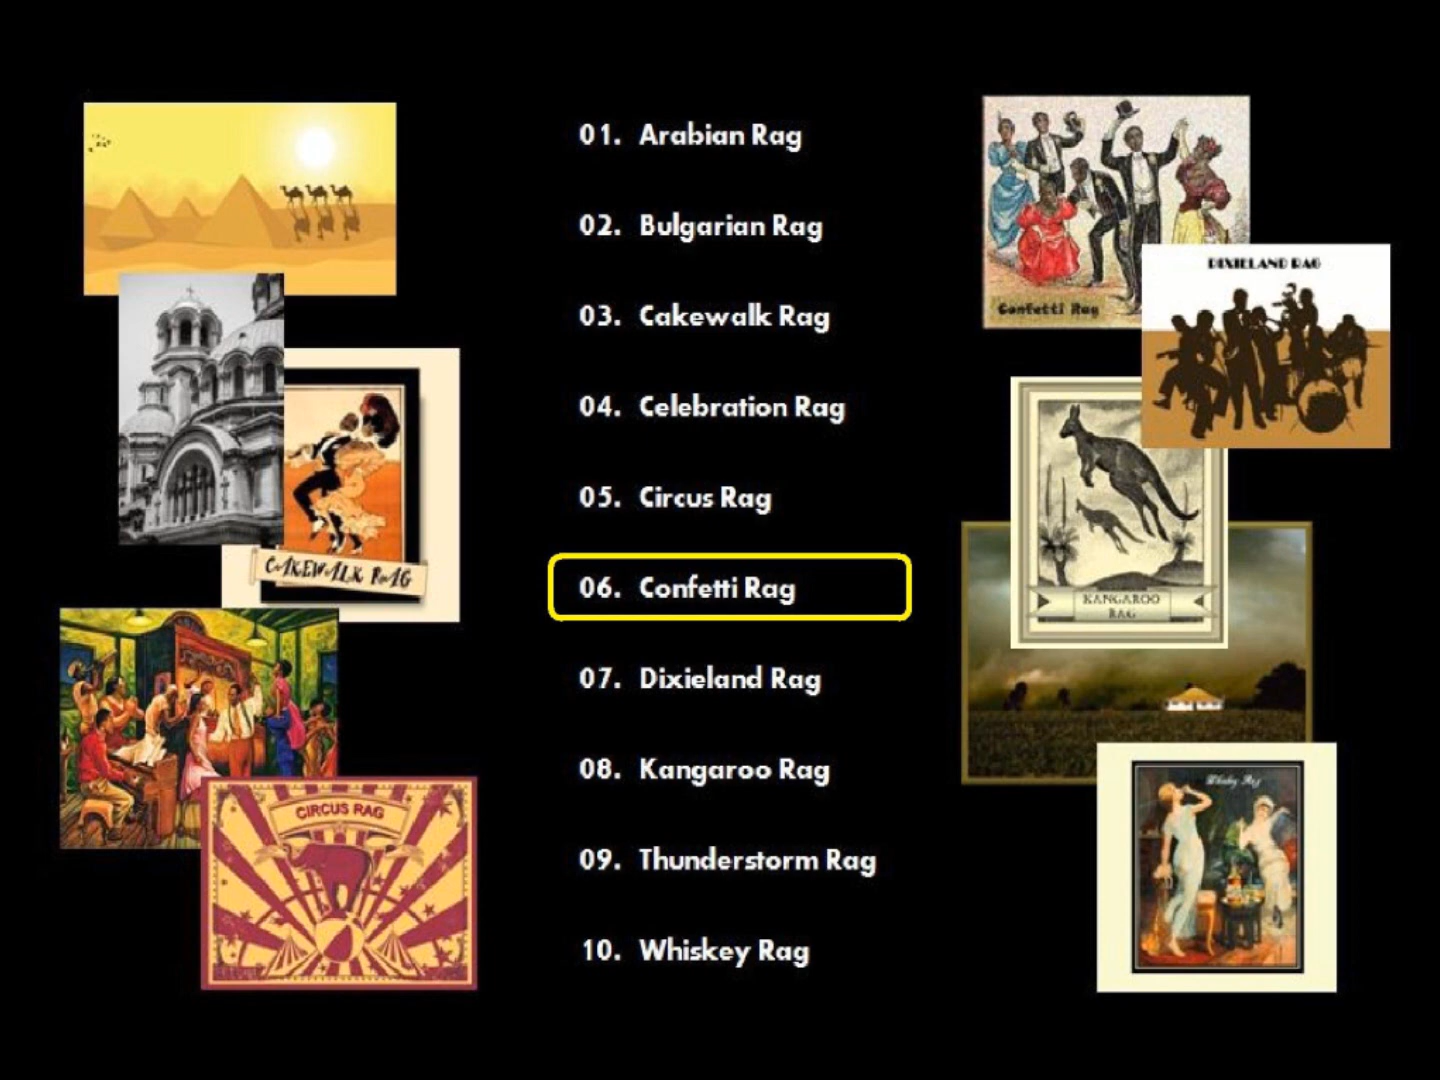 01. Arabian Rag
02. Bulgarian Rag
03. Cakewalk Rag
04. Celebration Rag
05. Circus Rag
06. Confetti Rag
07. Dixieland Rag
08. Kangaroo Rag
09. Thunderstorm Rag
10. Whiskey Rag
CAKEWALK RAG
CIRCUS RAG
Confetti Rag
DIXIELAND RAG
KANGAROO
RAG
Whiskey Rag